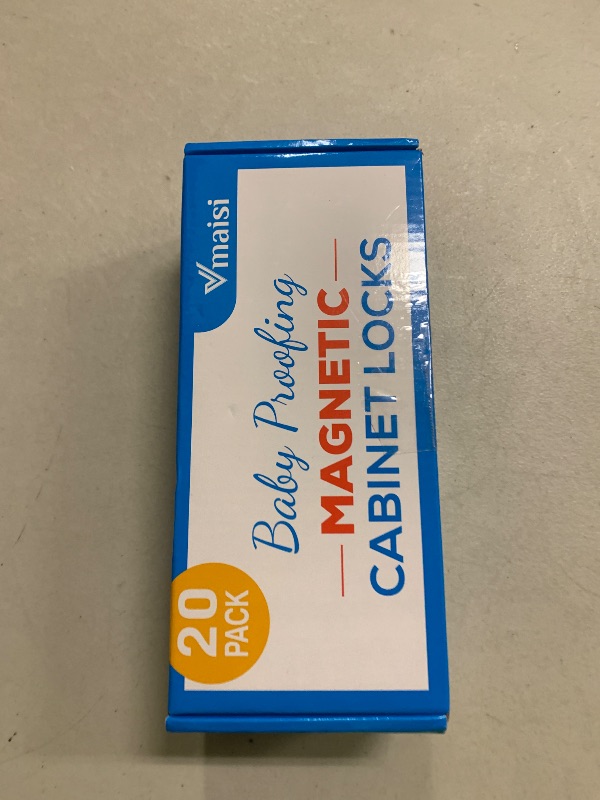 Vmaisi
Baby Proofing
MAGNETIC
CABINET LOCKS
20
PACK